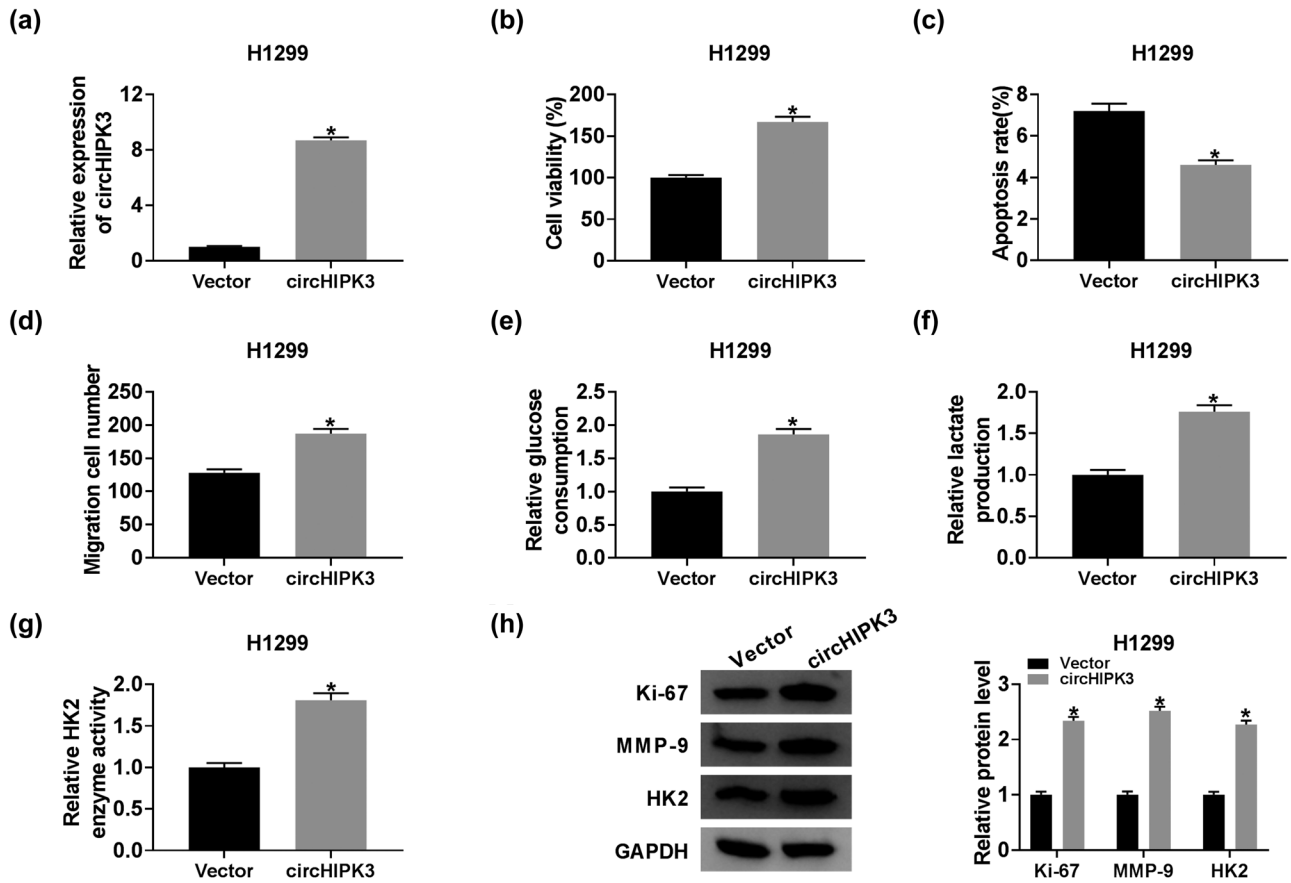 (a)
H1299
Relative expression
of circHIPK3
12
8
4
0
Vector
circHIPK3
(b)
H1299
Cell viability (%)
200
150
100
50
0
Vector
circHIPK3
(c)
H1299
Apoptosis rate(%)
8
6
4
2
0
Vector
circHIPK3
(d)
H1299
Migration cell number
250
200
150
100
50
0
Vector
circHIPK3
(e)
H1299
Relative glucose
consumption
2.5
2.0
1.5
1.0
0.5
0.0
Vector
circHIPK3
(f)
H1299
Relative lactate
production
2.0
1.5
1.0
0.5
0.0
Vector
circHIPK3
(g)
H1299
Relative HK2
enzyme activity
2.0
1.5
1.0
0.5
0.0
Vector
circHIPK3
(h)
Vector
circHIPK3
Ki-67
MMP-9
HK2
GAPDH
H1299
Vector
circHIPK3
Relative protein level
3
2
1
0
Ki-67
MMP-9
HK2
*
*
*
*
*
*
*
*
*
*